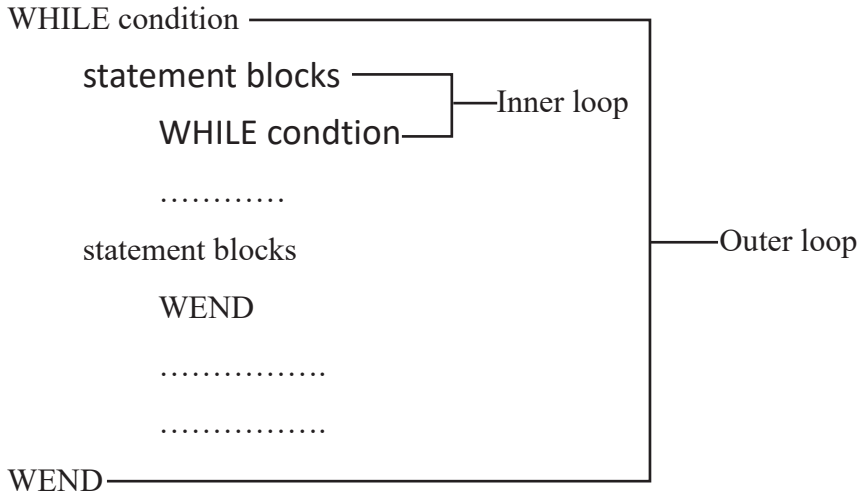 WHILE condition
statement blocks
Inner loop
WHILE condtion
…………
statement blocks
Outer loop
WEND
…………….
…………….
WEND